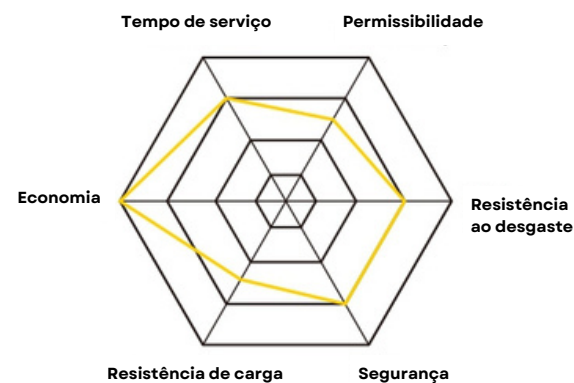 Tempo de serviço
Permissibilidade
Economia
Resistência
ao desgaste
Resistência de carga
Segurança